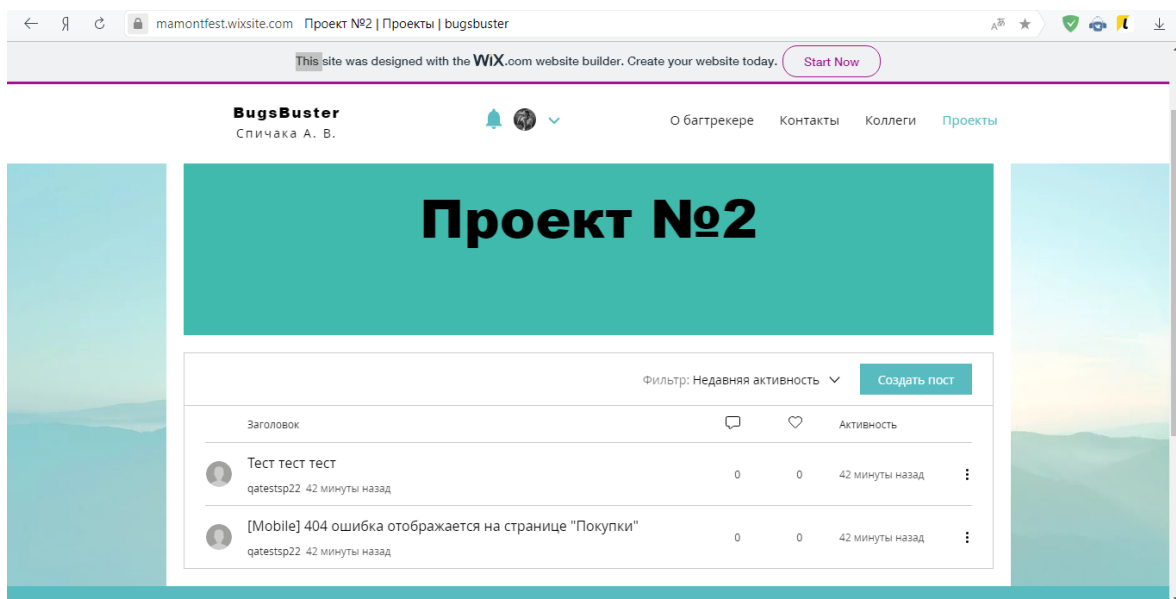 Я mamontfest.wixsite.com Проект №2 | Проекты | bugsbuster
This site was designed with the WiX.com website builder. Create your website today. Start Now
BugsBuster
Спичака А. В.
О багтрекере Контакты Коллеги Проекты
Проект №2
Фильтр: Недавняя активность Создать пост
Заголовок Активность
Тест тест тест
qatestsp22 42 минуты назад
0 0 42 минуты назад
[Mobile] 404 ошибка отображается на странице "Покупки"
qatestsp22 42 минуты назад
0 0 42 минуты назад